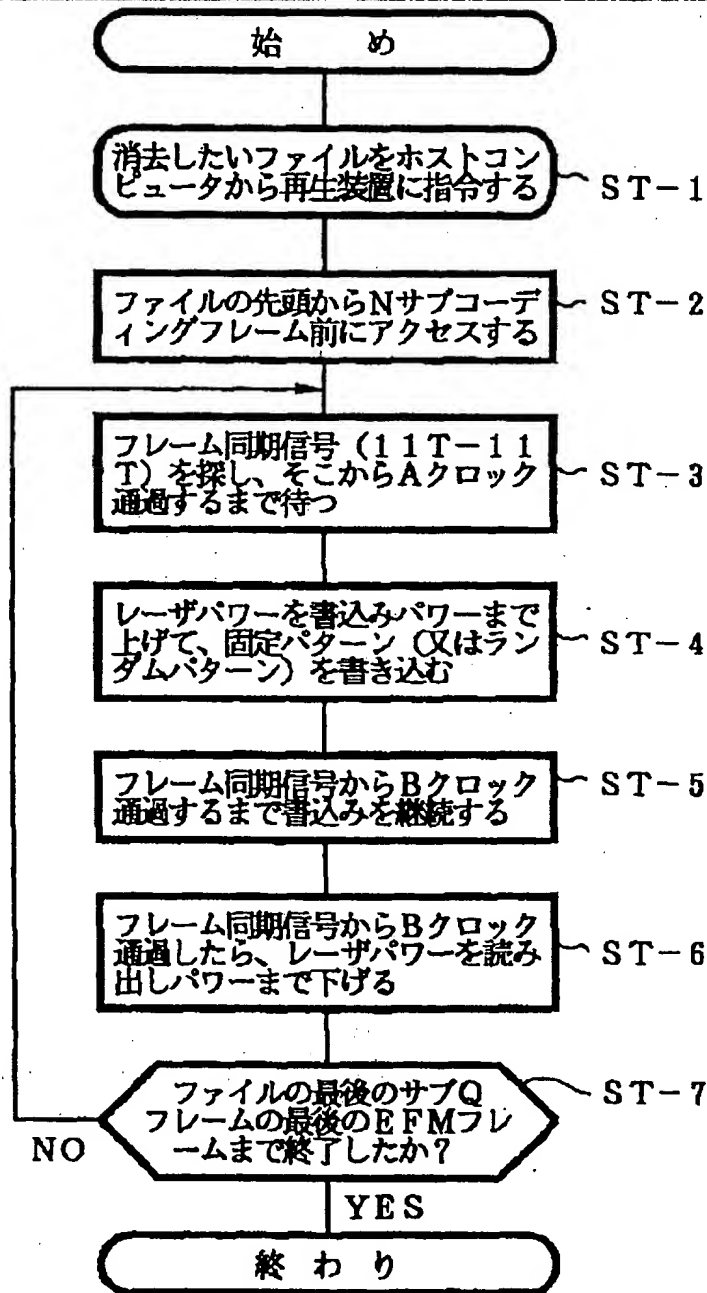 始 め
消去したいファイルをホストコン
ピュータから再生装置に指令する
ST-1
ファイルの先頭からNサブコーデ
ィングフレーム前にアクセスする
ST-2
フレーム同期信号(11T-11
T)を探し、そこからAクロック
通過するまで待つ
ST-3
レーザパワーを書込みパワーまで
上げて、固定パターン(又はラン
ダムパターン)を書き込む
ST-4
フレーム同期信号からBクロック
通過するまで書込みを継続する
ST-5
フレーム同期信号からBクロック
通過したら、レーザパワーを読み
出しパワーまで下げる
ST-6
ファイルの最後のサブQ
フレームの最後のEFMフレ
ームまで終了したか?
ST-7
NO
YES
終 わ り